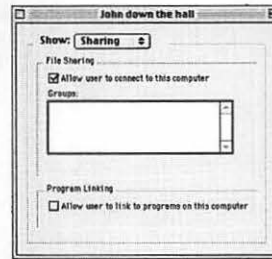 John down the hall
Show: Sharing
File Sharing
Allow user to connect to this computer
Groups:
Program Linking
Allow user to link to programs on this computer